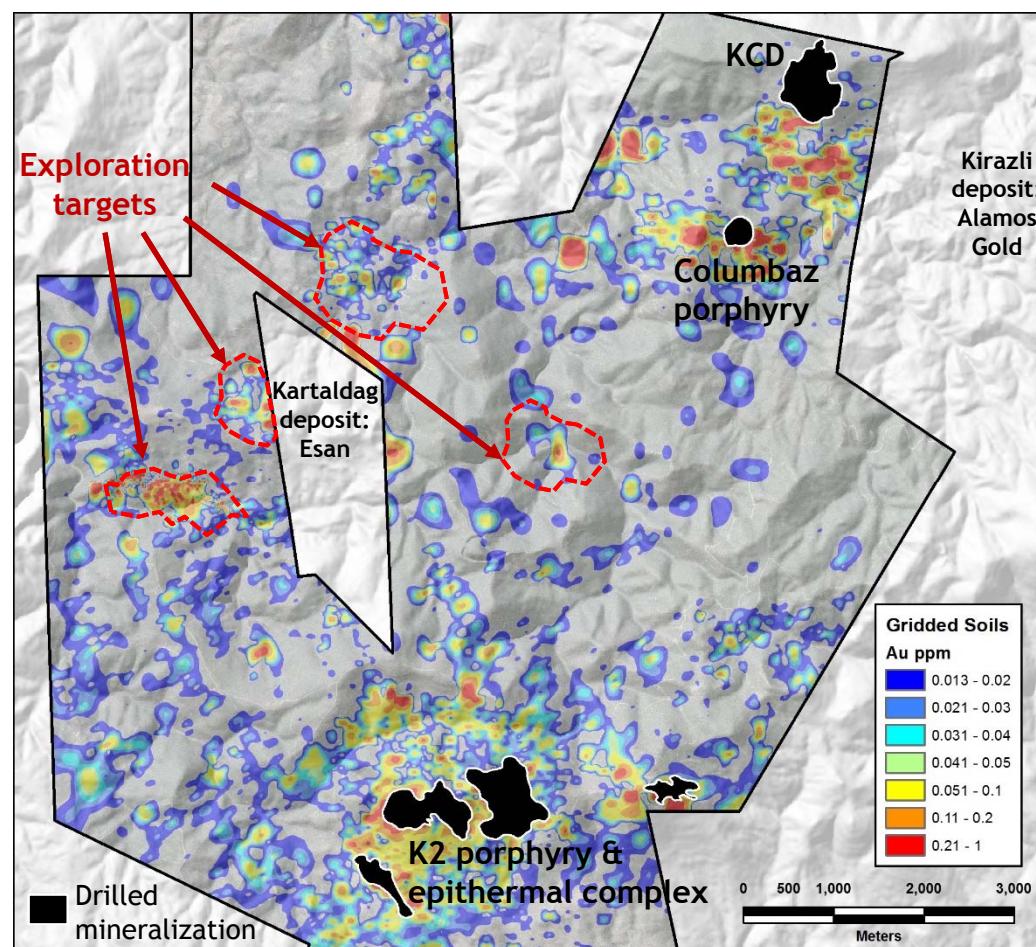 KCD
Exploration
targets
Kirazli
deposit:
Alamos
Gold
Columbaz
porphyry
Kartaldag
deposit:
Esan
Gridded Soils
Au ppm
0.013 - 0.02
0.021 - 0.03
0.031 - 0.04
0.041 - 0.05
0.051 - 0.1
0.11 - 0.2
0.21 - 1
K2 porphyry &
epithermal complex
Drilled
mineralization
0 500 1,000 2,000 3,000
Meters